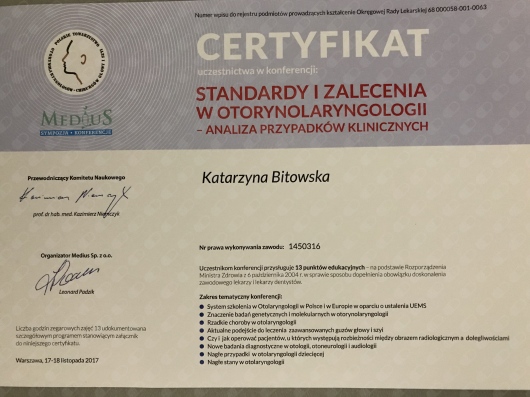 Numer wpisu do rejestru podmiotów prowadzących kształcenie Okręgowej Rady Lekarskiej 68 000058-001-0063
CERTYFIKAT
uczestnictwa w konferencji:
STANDARDY I ZALECENIA
W OTORYNOLARYNGOLOGII
– ANALIZA PRZYPADKÓW KLINICZNYCH
MEDIUS
SYMPOZJA • KONFERENCJE
Przewodniczący Komitetu Naukowego
prof. dr hab. med. Kazimierz Niemczyk
Organizator Medius Sp. z o.o.
Leonard Padzik
Liczba godzin zegarowych zajęć 13 udokumentowana
szczegółowym programem stanowiącym załącznik
do niniejszego certyfikatu.
Warszawa, 17-18 listopada 2017
Katarzyna Bitowska
Nr prawa wykonywania zawodu: 1450316
Uczestnikom konferencji przysługuje 13 punktów edukacyjnych – na podstawie Rozporządzenia
Ministra Zdrowia z 6 października 2004 r. w sprawie sposobu dopełnienia obowiązku doskonalenia
zawodowego lekarzy i lekarzy dentystów.
Zakres tematyczny konferencji:
System szkolenia w Otolaryngologii w Polsce i w Europie w oparciu o ustalenia UEMS
Znaczenie badań genetycznych i molekularnych w otorynolaryngologii
Rzadkie choroby w otolaryngologii
Aktualne podejście do leczenia zaawansowanych guzów głowy i szyi
Czy i jak operować pacjentów, u których występują rozbieżności między obrazem radiologicznym a dolegliwościami
Nowe badania diagnostyczne w otologii, otoneurologii i audiologii
Nagłe przypadki w otolaryngologii dziecięcej
Nagłe stany w otolaryngologii